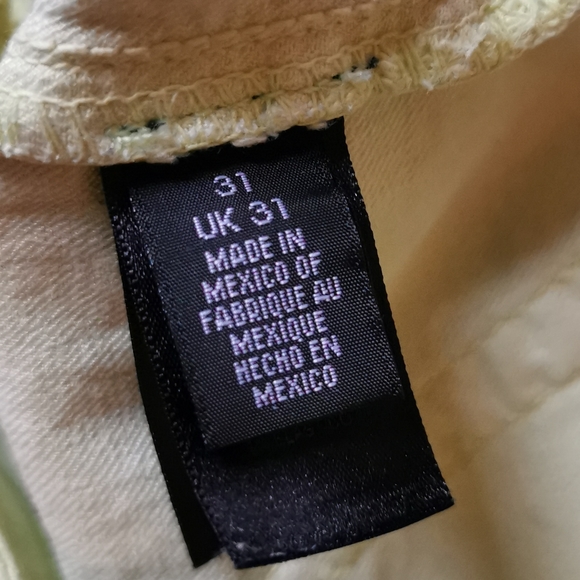 31
UK 31
MADE IN
MEXICO OF
FABRIQUE AU
MEXIQUE
HECHO EN
MEXICO